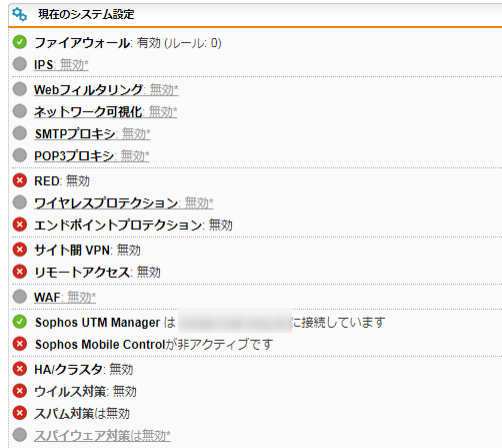 現在のシステム設定
ファイアウォール: 有効 (ルール: 0)
IPS: 無効*
Webフィルタリング: 無効*
ネットワーク可視化: 無効*
SMTPプロキシ: 無効*
POP3プロキシ: 無効*
RED: 無効
ワイヤレスプロテクション: 無効*
エンドポイントプロテクション: 無効
サイト間 VPN: 無効
リモートアクセス: 無効
WAF: 無効*
Sophos UTM Manager は に接続しています
Sophos Mobile Controlが非アクティブです
HA/クラスタ: 無効
ウイルス対策: 無効
スパム対策は無効
スパイウェア対策は無効*